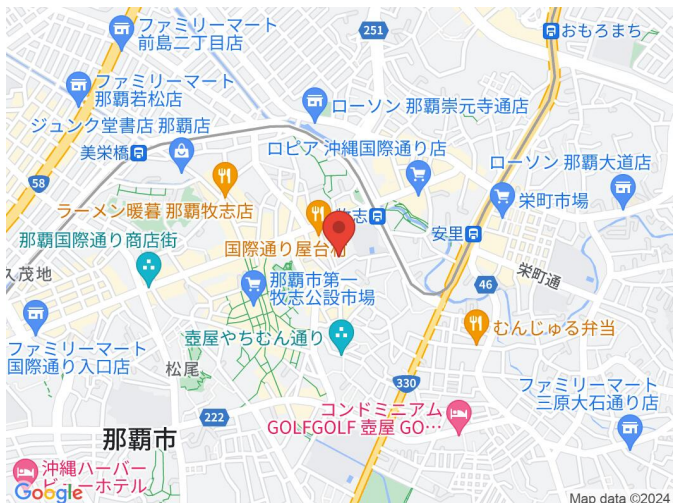 ファミリーマート
前島二丁目店
251
おもろまち
ファミリーマート
那覇若松店
ローソン 那覇崇元寺通店
ジュンク堂書店 那覇店
美栄橋
ロピア 沖縄国際通り店
ローソン 那覇大道店
58
ラーメン暖暮 那覇牧志店
牧志
栄町市場
那覇国際通り商店街
国際通り屋台村
安里
久茂地
那覇市第一
牧志公設市場
46
栄町通
ファミリーマート
国際通り入口店
壺屋やちむん通り
むんじゅる弁当
松尾
330
222
コンドミニアム
GOLFGOLF 壺屋 GO…
ファミリーマート
三原大石通り店
那覇市
沖縄ハーバー
ビューホテル
Google
Map data ©2024